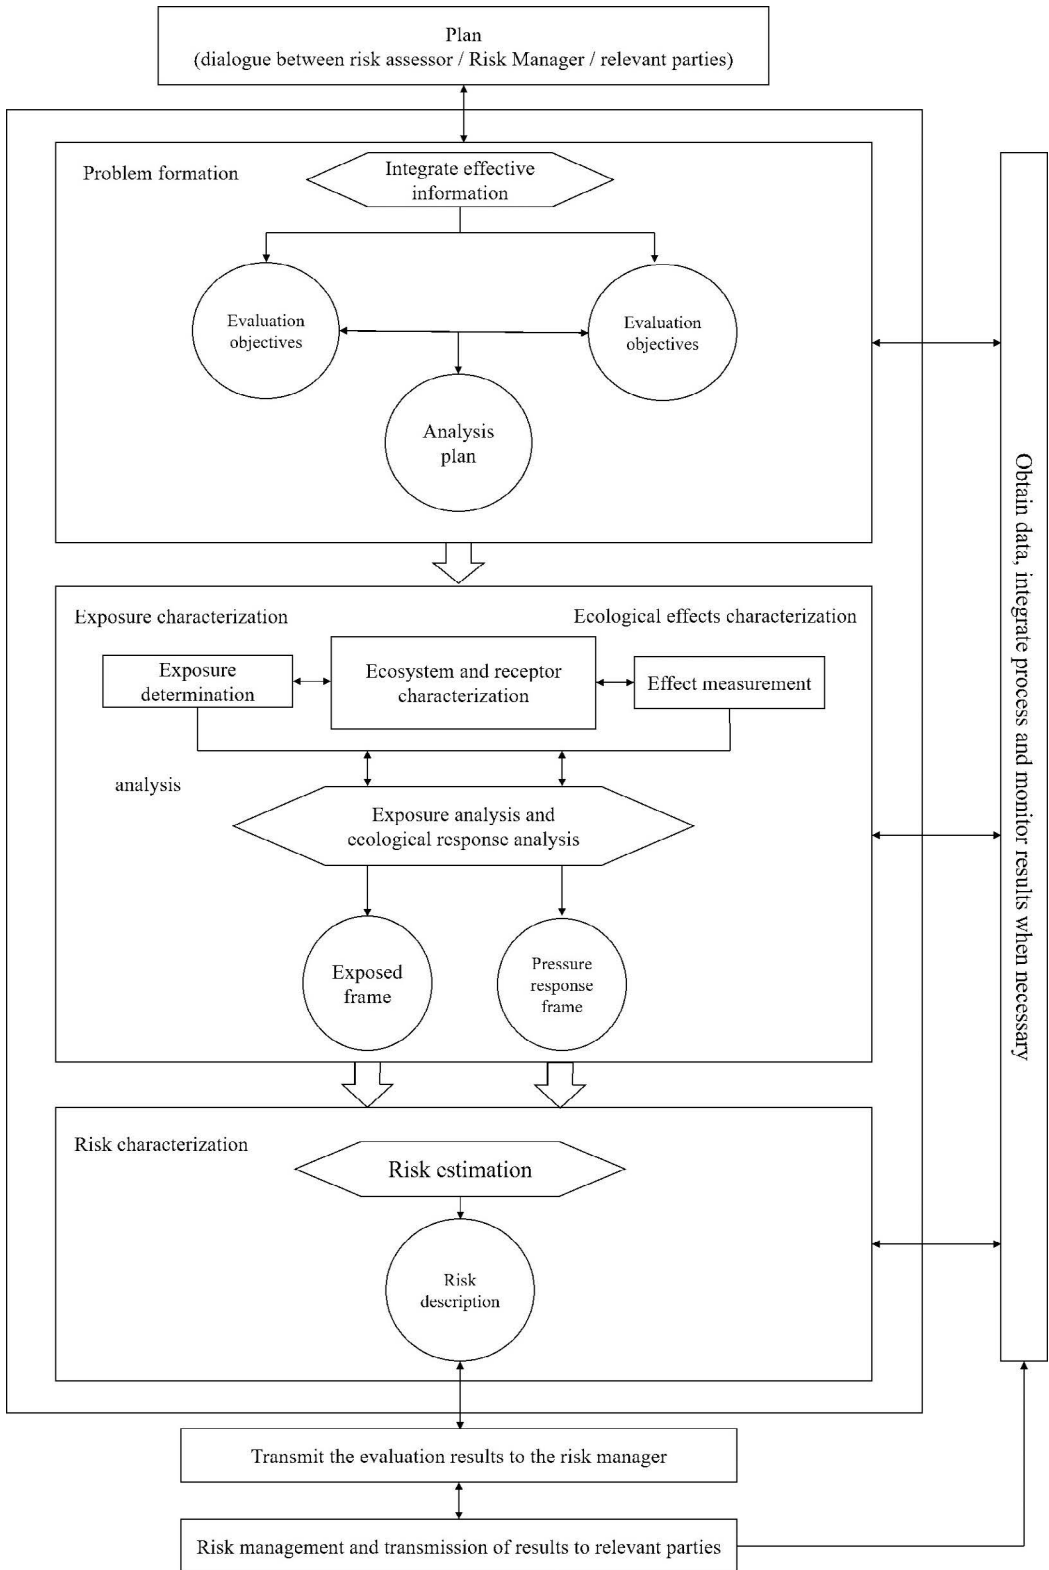 Plan
(dialogue between risk assessor / Risk Manager / relevant parties)
Problem formation
Integrate effective
information
Evaluation
objectives
Evaluation
objectives
Analysis
plan
Exposure characterization
Ecological effects characterization
Exposure
determination
Ecosystem and receptor
characterization
Effect measurement
analysis
Exposure analysis and
ecological response analysis
Exposed
frame
Pressure
response
frame
Risk characterization
Risk estimation
Risk
description
Transmit the evaluation results to the risk manager
Risk management and transmission of results to relevant parties
Obtain data, integrate process and monitor results when necessary